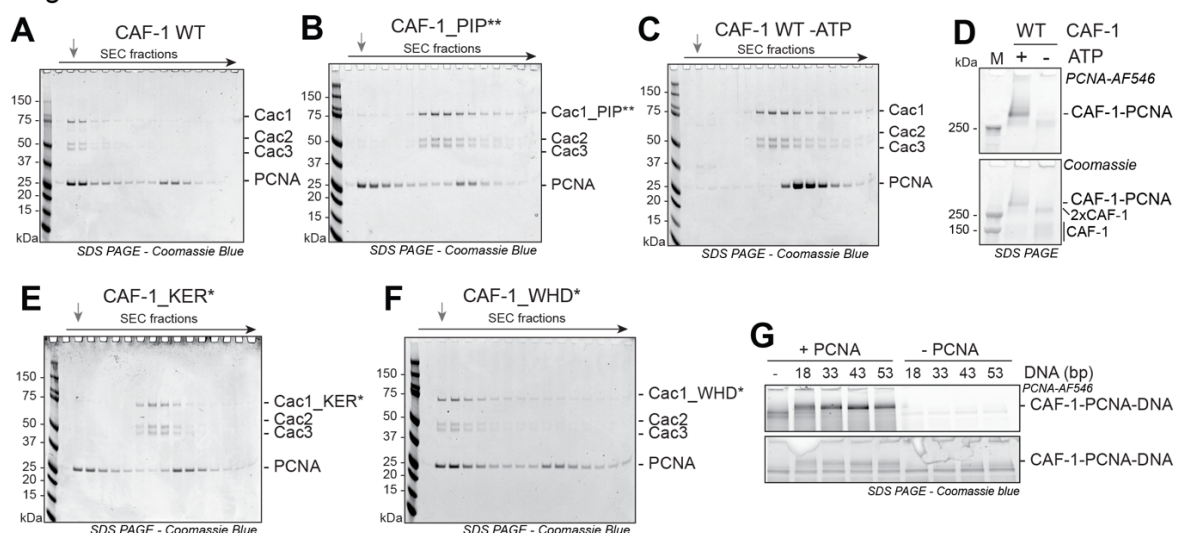 A
CAF-1 WT
SEC fractions
150
75
50
37
25
20
15
kDa
Cac1
Cac2
Cac3
PCNA
SDS PAGE - Coomassie Blue
B
CAF-1_PIP**
SEC fractions
150
75
50
37
25
20
15
kDa
Cac1_PIP**
Cac2
Cac3
PCNA
SDS PAGE - Coomassie Blue
C
CAF-1 WT -ATP
SEC fractions
150
75
50
37
25
20
15
kDa
Cac1
Cac2
Cac3
PCNA
SDS PAGE - Coomassie Blue
D
WT CAF-1
kDa M + - ATP
PCNA-AF546
CAF-1-PCNA
250
Coomassie
CAF-1-PCNA
250
2xCAF-1
150
CAF-1
SDS PAGE
E
CAF-1_KER*
SEC fractions
150
75
50
37
25
20
15
kDa
Cac1_KER*
Cac2
Cac3
PCNA
SDS PAGE - Coomassie Blue
F
CAF-1_WHD*
SEC fractions
150
75
50
37
25
20
15
kDa
Cac1_WHD*
Cac2
Cac3
PCNA
SDS PAGE - Coomassie Blue
G
+ PCNA - PCNA
- 18 33 43 53 18 33 43 53 DNA (bp)
PCNA-AF546
CAF-1-PCNA-DNA
CAF-1-PCNA-DNA
SDS PAGE - Coomassie blue